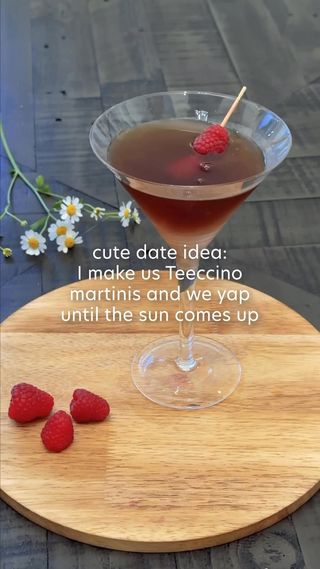 cute date idea:
I make us Teeccino
martinis and we yap
until the sun comes up